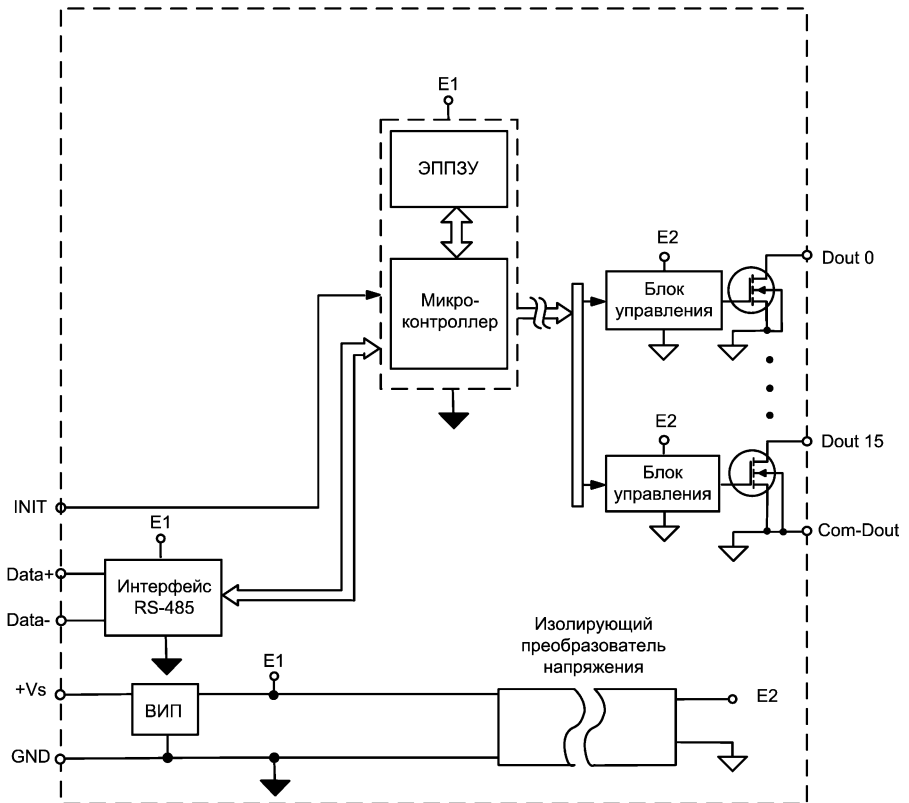 E1
ЭППЗУ
Микро-
контроллер
E2
Блок
управления
Dout 0
E2
Блок
управления
Dout 15
Com-Dout
INIT
E1
Data+
Data-
Интерфейс
RS-485
Изолирующий
преобразователь
напряжения
+Vs
ВИП
E1
E2
GND